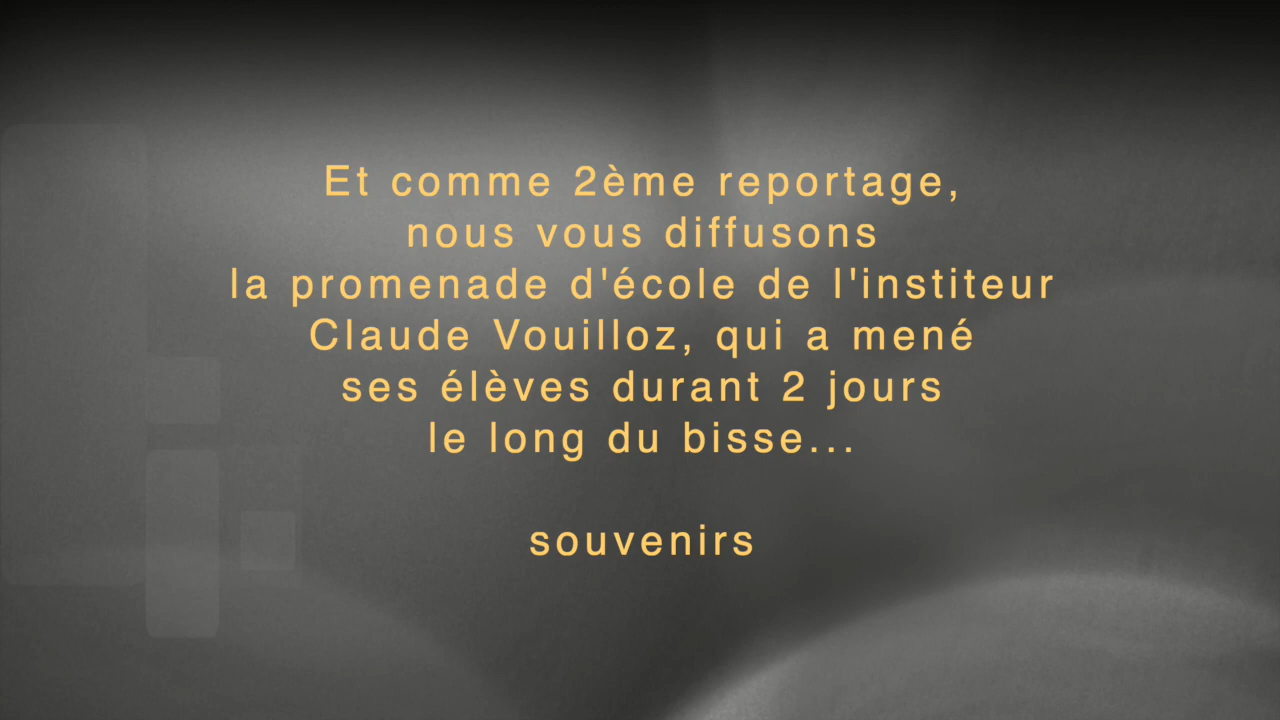 Et comme 2ème reportage,
nous vous diffusons
la promenade d'école de l'institeur
Claude Vouilloz, qui a mené
ses élèves durant 2 jours
le long du bisse...
souvenirs